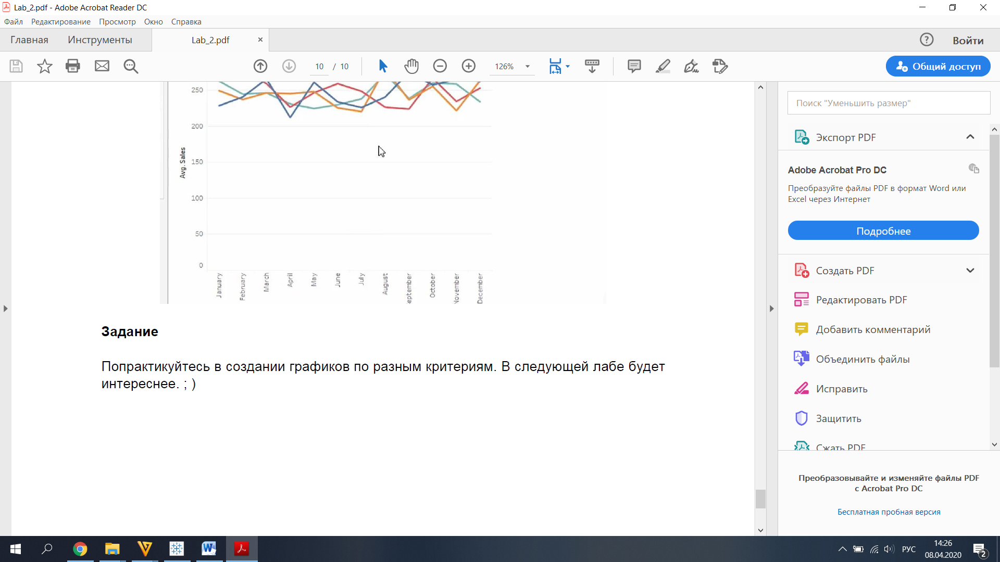 Lab_2.pdf - Adobe Acrobat Reader DC
Файл Редактирование Просмотр Окно Справка
Главная Инструменты Lab_2.pdf Войти
10 / 10 126% Общий доступ
250
200
150
100
50
0
Avg. Sales
January
February
March
April
May
June
July
August
eptember
October
November
December
Задание
Попрактикуйтесь в создании графиков по разным критериям. В следующей лабе будет
интереснее. ; )
Поиск "Уменьшить размер"
Экспорт PDF
Adobe Acrobat Pro DC
Преобразуйте файлы PDF в формат Word или
Excel через Интернет
Подробнее
Создать PDF
Редактировать PDF
Добавить комментарий
Объединить файлы
Исправить
Защитить
Сжать PDF
Преобразовывайте и изменяйте файлы PDF
с Acrobat Pro DC
Бесплатная пробная версия
РУС
14:26
08.04.2020
2